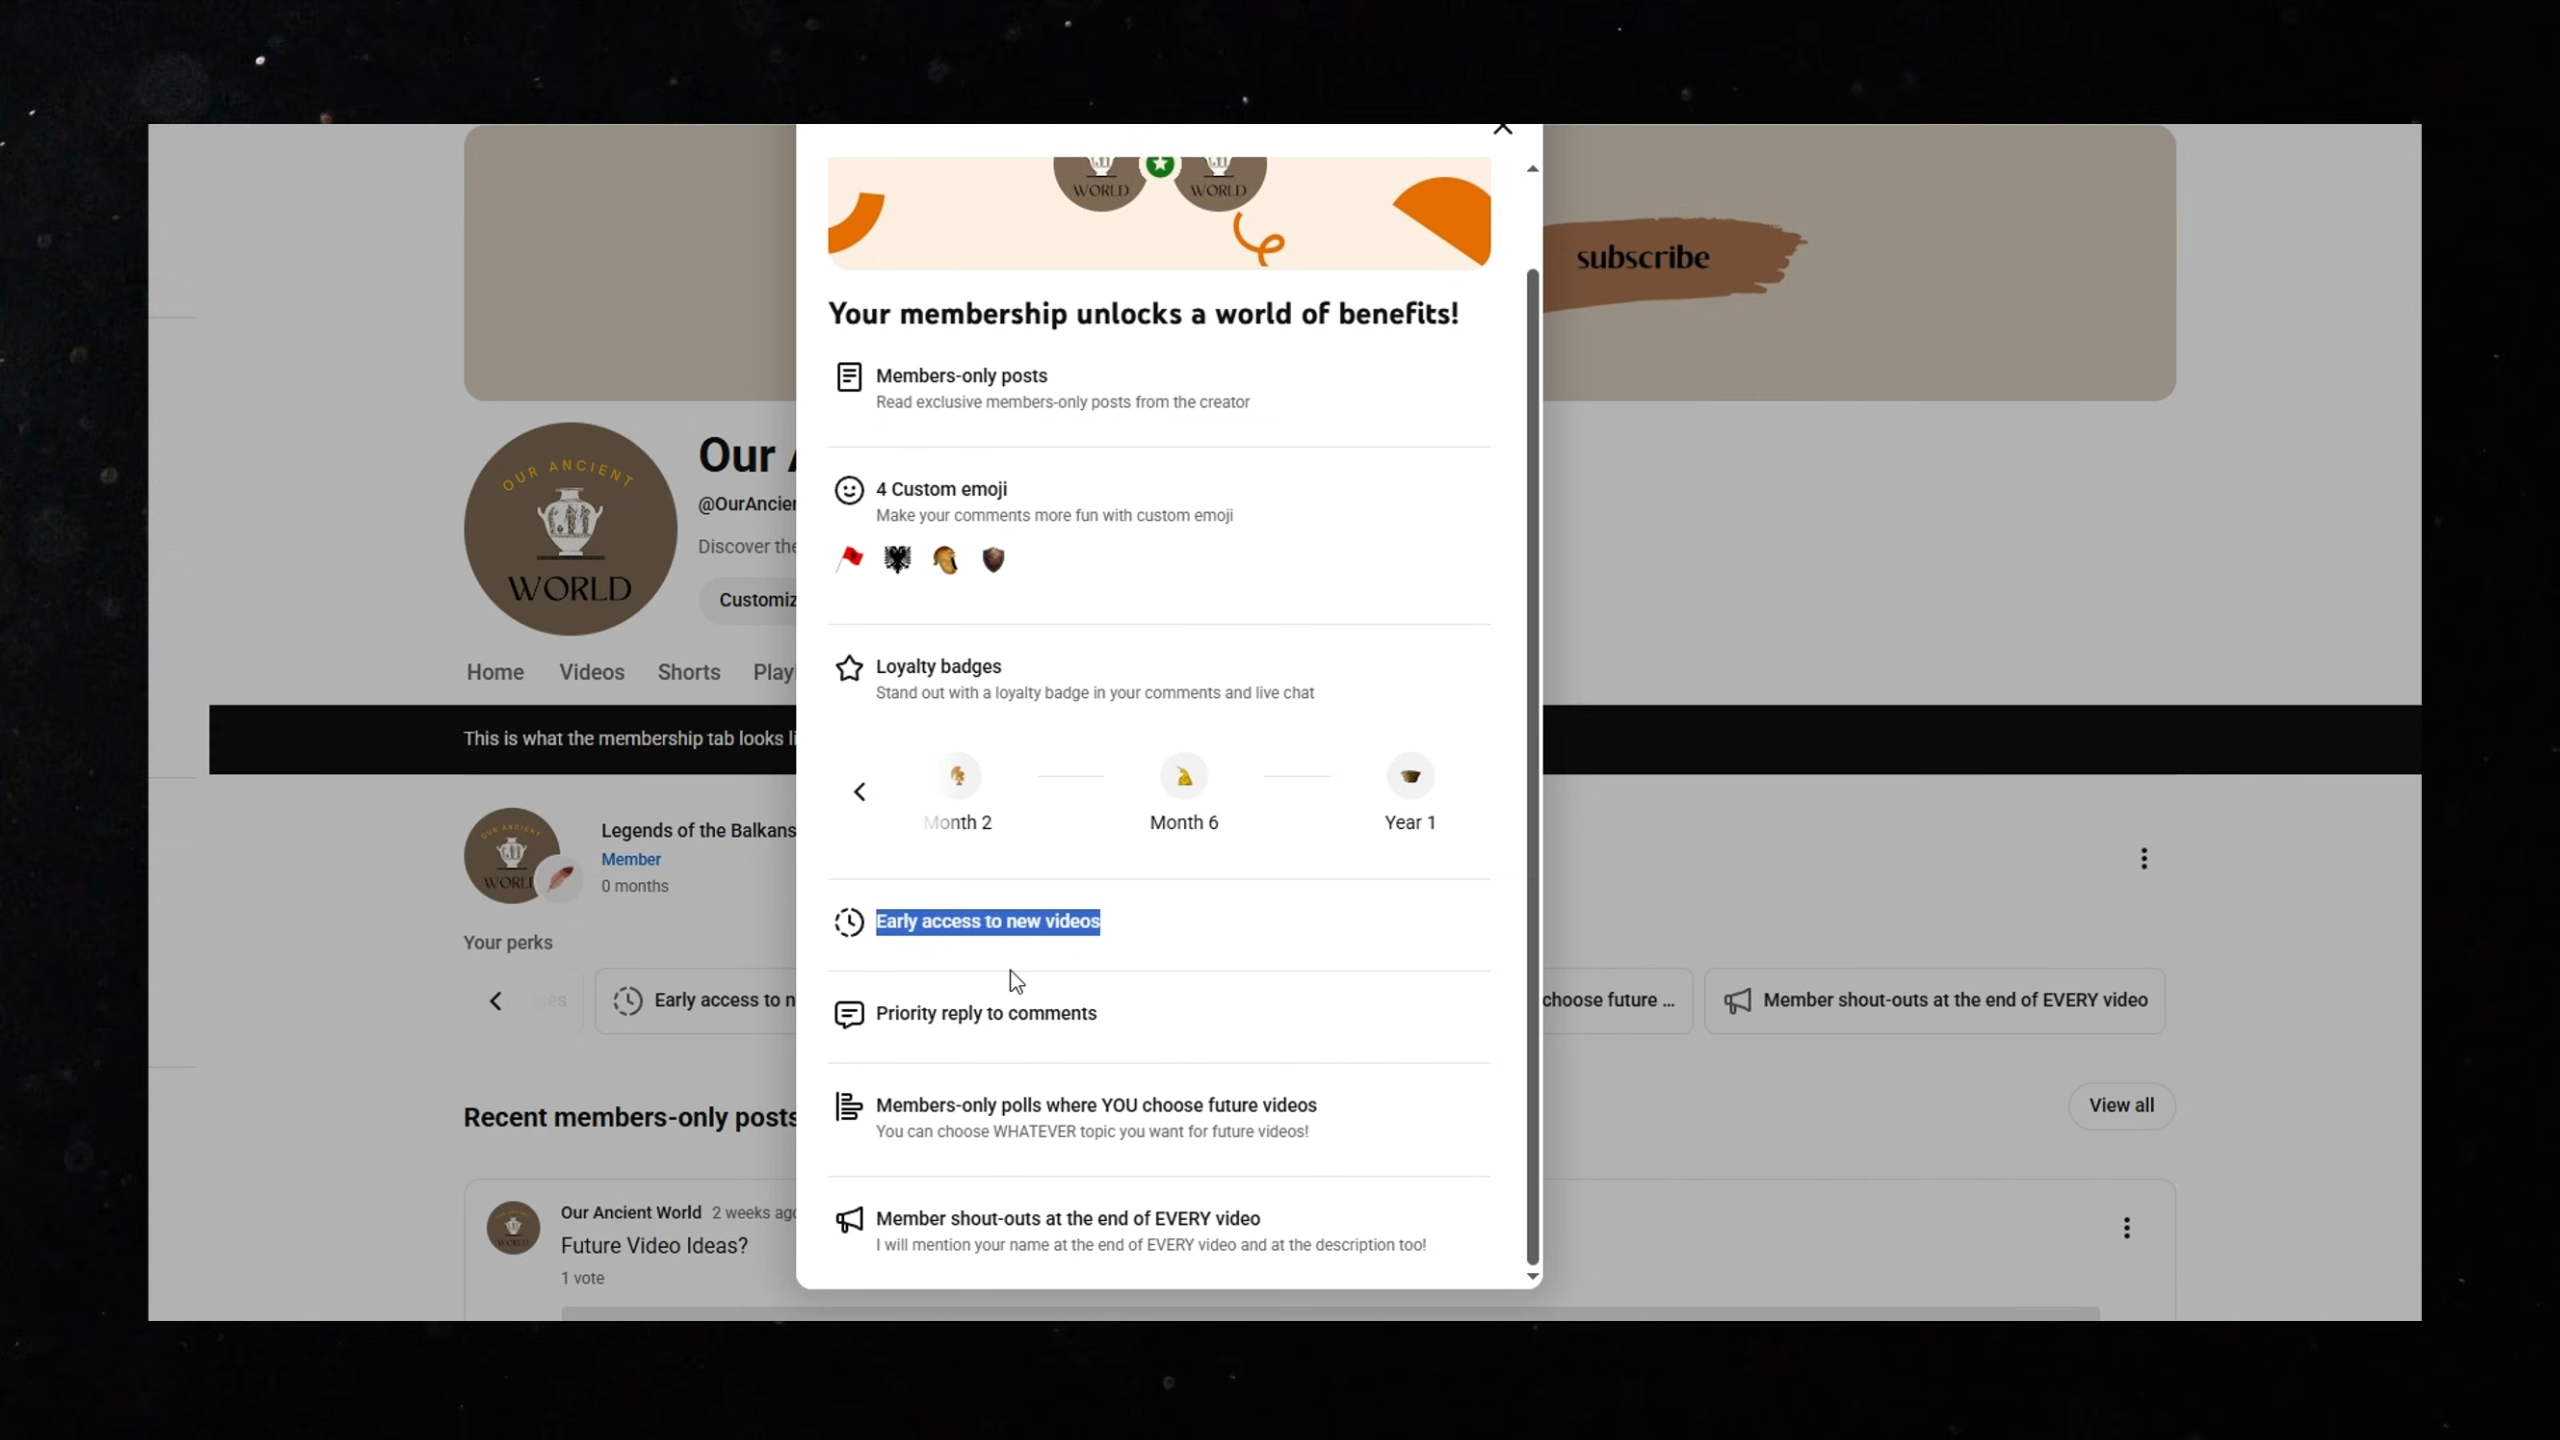 WORLD
WORLD
subscribe
Your membership unlocks a world of benefits!
Members-only posts
Read exclusive members-only posts from the creator
4 Custom emoji
Make your comments more fun with custom emoji
Loyalty badges
Stand out with a loyalty badge in your comments and live chat
Month 2
Month 6
Year 1
Early access to new videos
Priority reply to comments
Members-only polls where YOU choose future videos
You can choose WHATEVER topic you want for future videos!
Member shout-outs at the end of EVERY video
I will mention your name at the end of EVERY video and at the description too!
OUR ANCIENT
WORLD
Our
@OurAncien
Discover the
Customiz
Home
Videos
Shorts
Play
This is what the membership tab looks li
OUR ANCIENT
WORLD
Legends of the Balkans
Member
0 months
Your perks
Early access to n
choose future ...
Member shout-outs at the end of EVERY video
Recent members-only posts
View all
Our Ancient World 2 weeks ago
Future Video Ideas?
1 vote